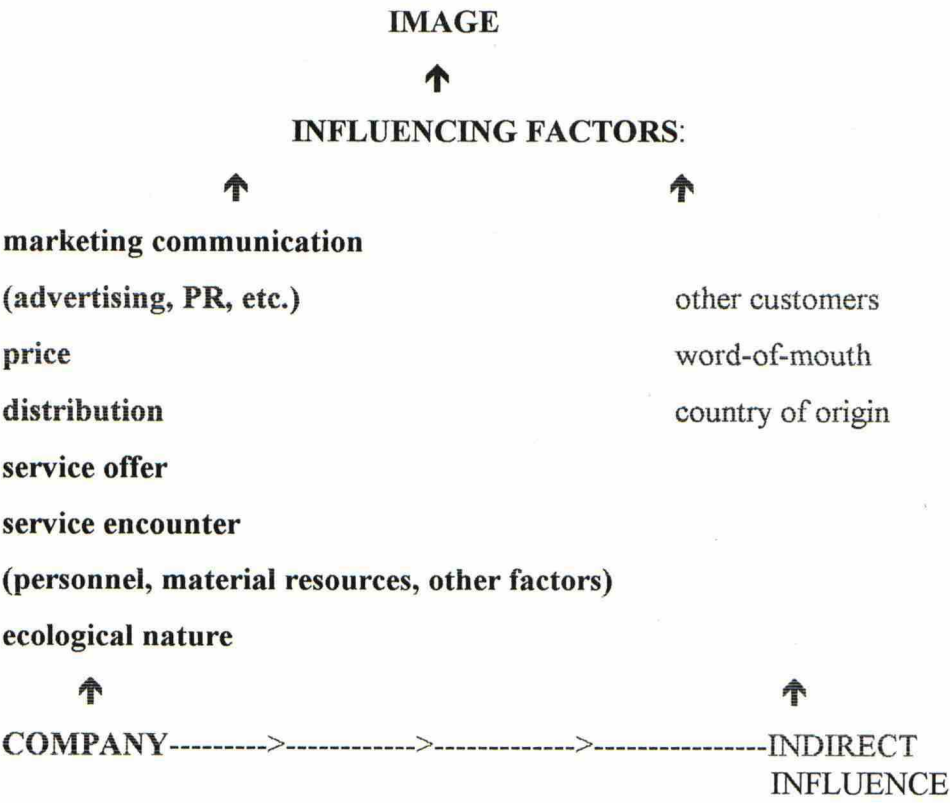 IMAGE
↑
INFLUENCING FACTORS:
↑ ↑
marketing communication
(advertising, PR, etc.) other customers
price word-of-mouth
distribution country of origin
service offer
service encounter
(personnel, material resources, other factors)
ecological nature
↑ ↑
COMPANY--------->------------>------------->----------------INDIRECT
INFLUENCE